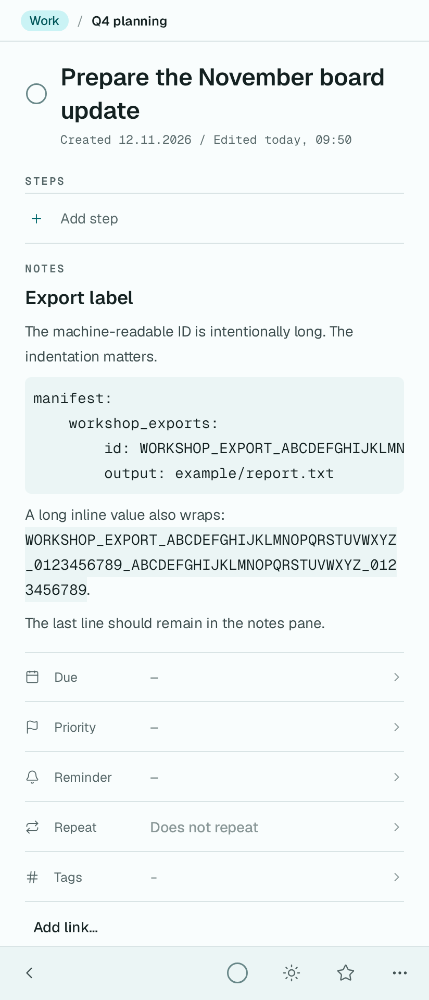 Work / Q4 planning
Prepare the November board
update
Created 12.11.2026 / Edited today, 09:50
STEPS
+ Add step
NOTES
Export label
The machine-readable ID is intentionally long. The
indentation matters.
manifest:
    workshop_exports:
        id: WORKSHOP_EXPORT_ABCDEFGHIJKLMN
        output: example/report.txt
A long inline value also wraps:
WORKSHOP_EXPORT_ABCDEFGHIJKLMNOPQRSTUVWXYZ
_0123456789_ABCDEFGHIJKLMNOPQRSTUVWXYZ_012
3456789.
The last line should remain in the notes pane.
Due –
Priority –
Reminder –
Repeat Does not repeat
Tags -
Add link...